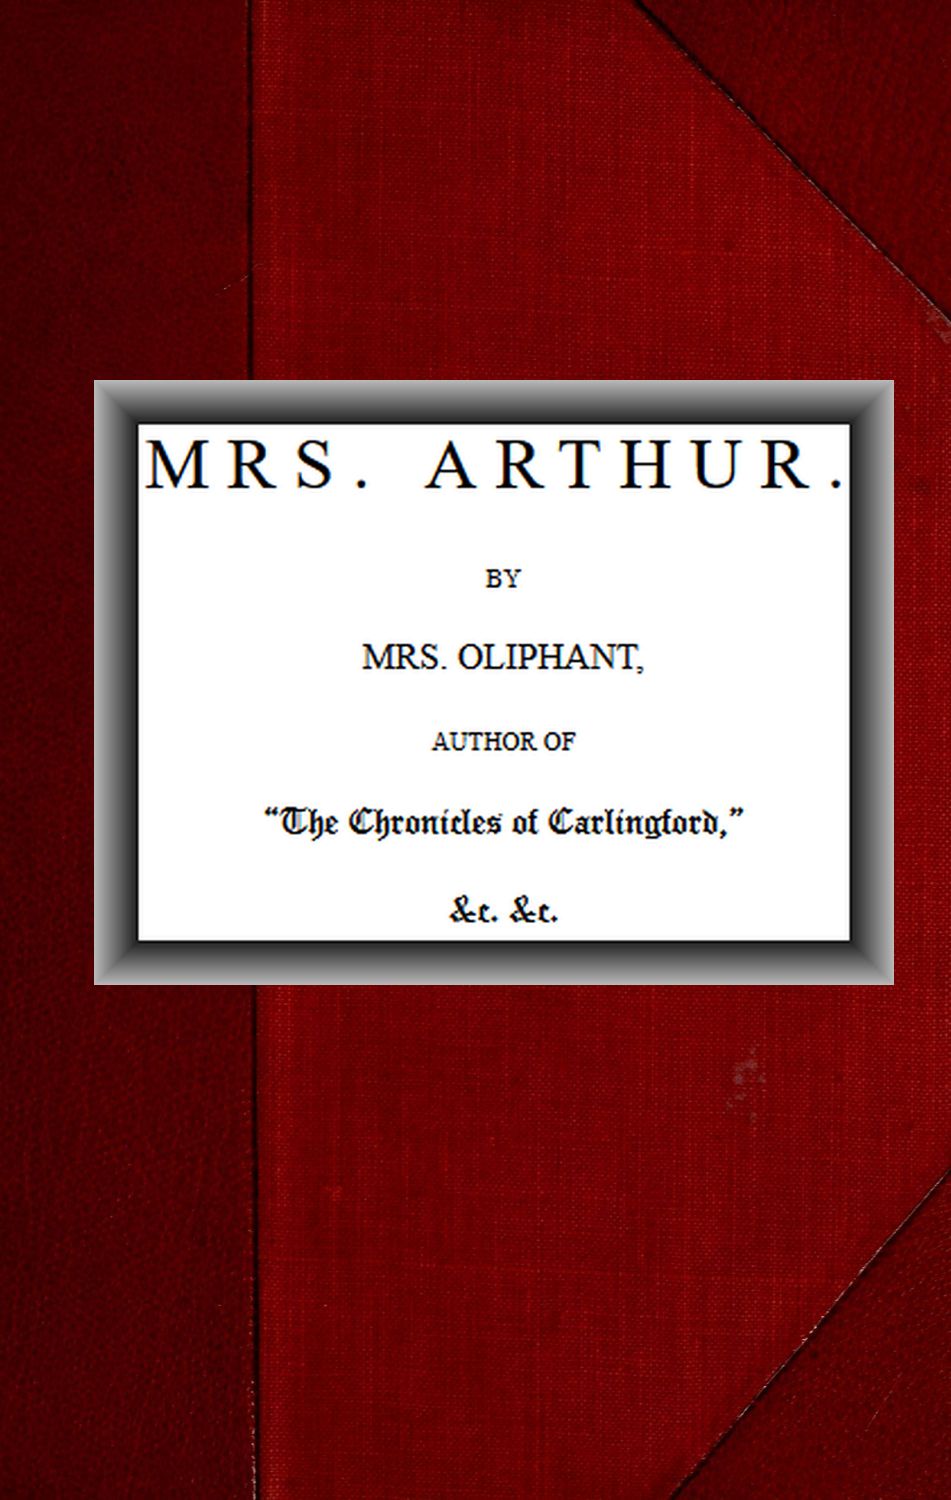 MRS. ARTHUR.
BY
MRS. OLIPHANT,
AUTHOR OF
“The Chronicles of Carlingford,”
&c. &c.